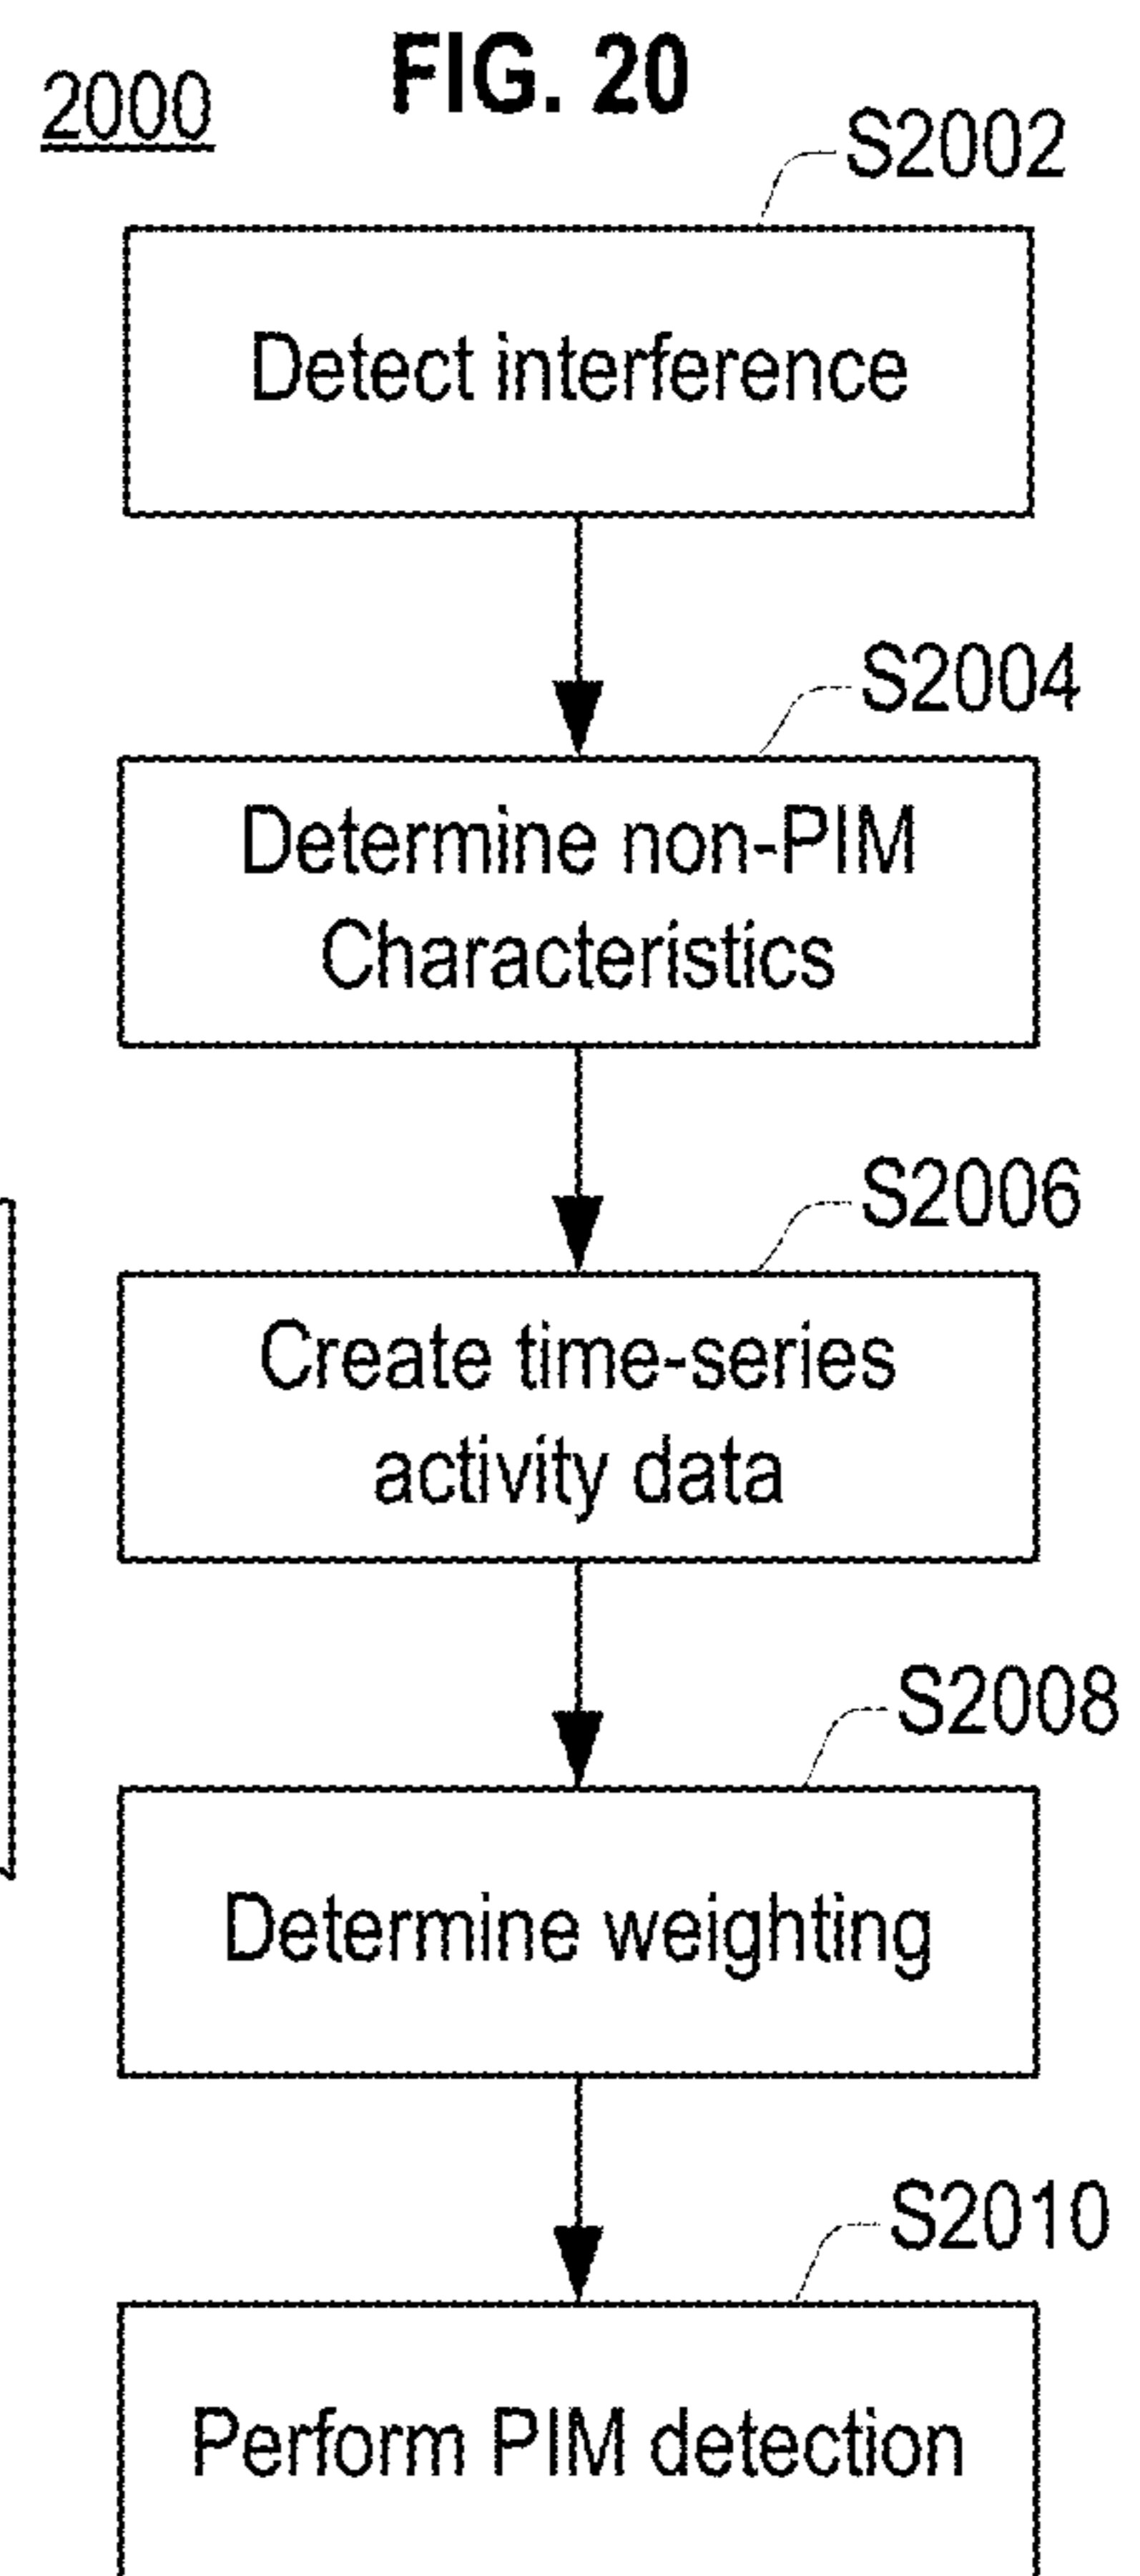 FIG. 20
2000
S2002
Detect interference
S2004
Determine non-PIM
Characteristics
S2006
Create time-series
activity data
S2008
Determine weighting
S2010
Perform PIM detection